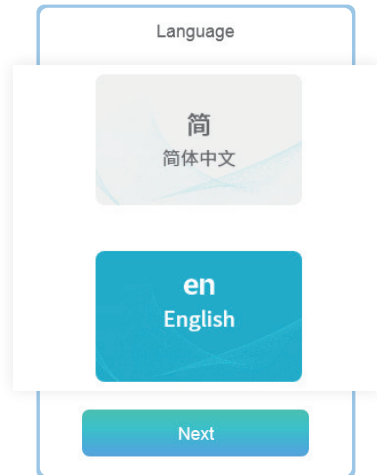 Language
简
简体中文
en
English
Next